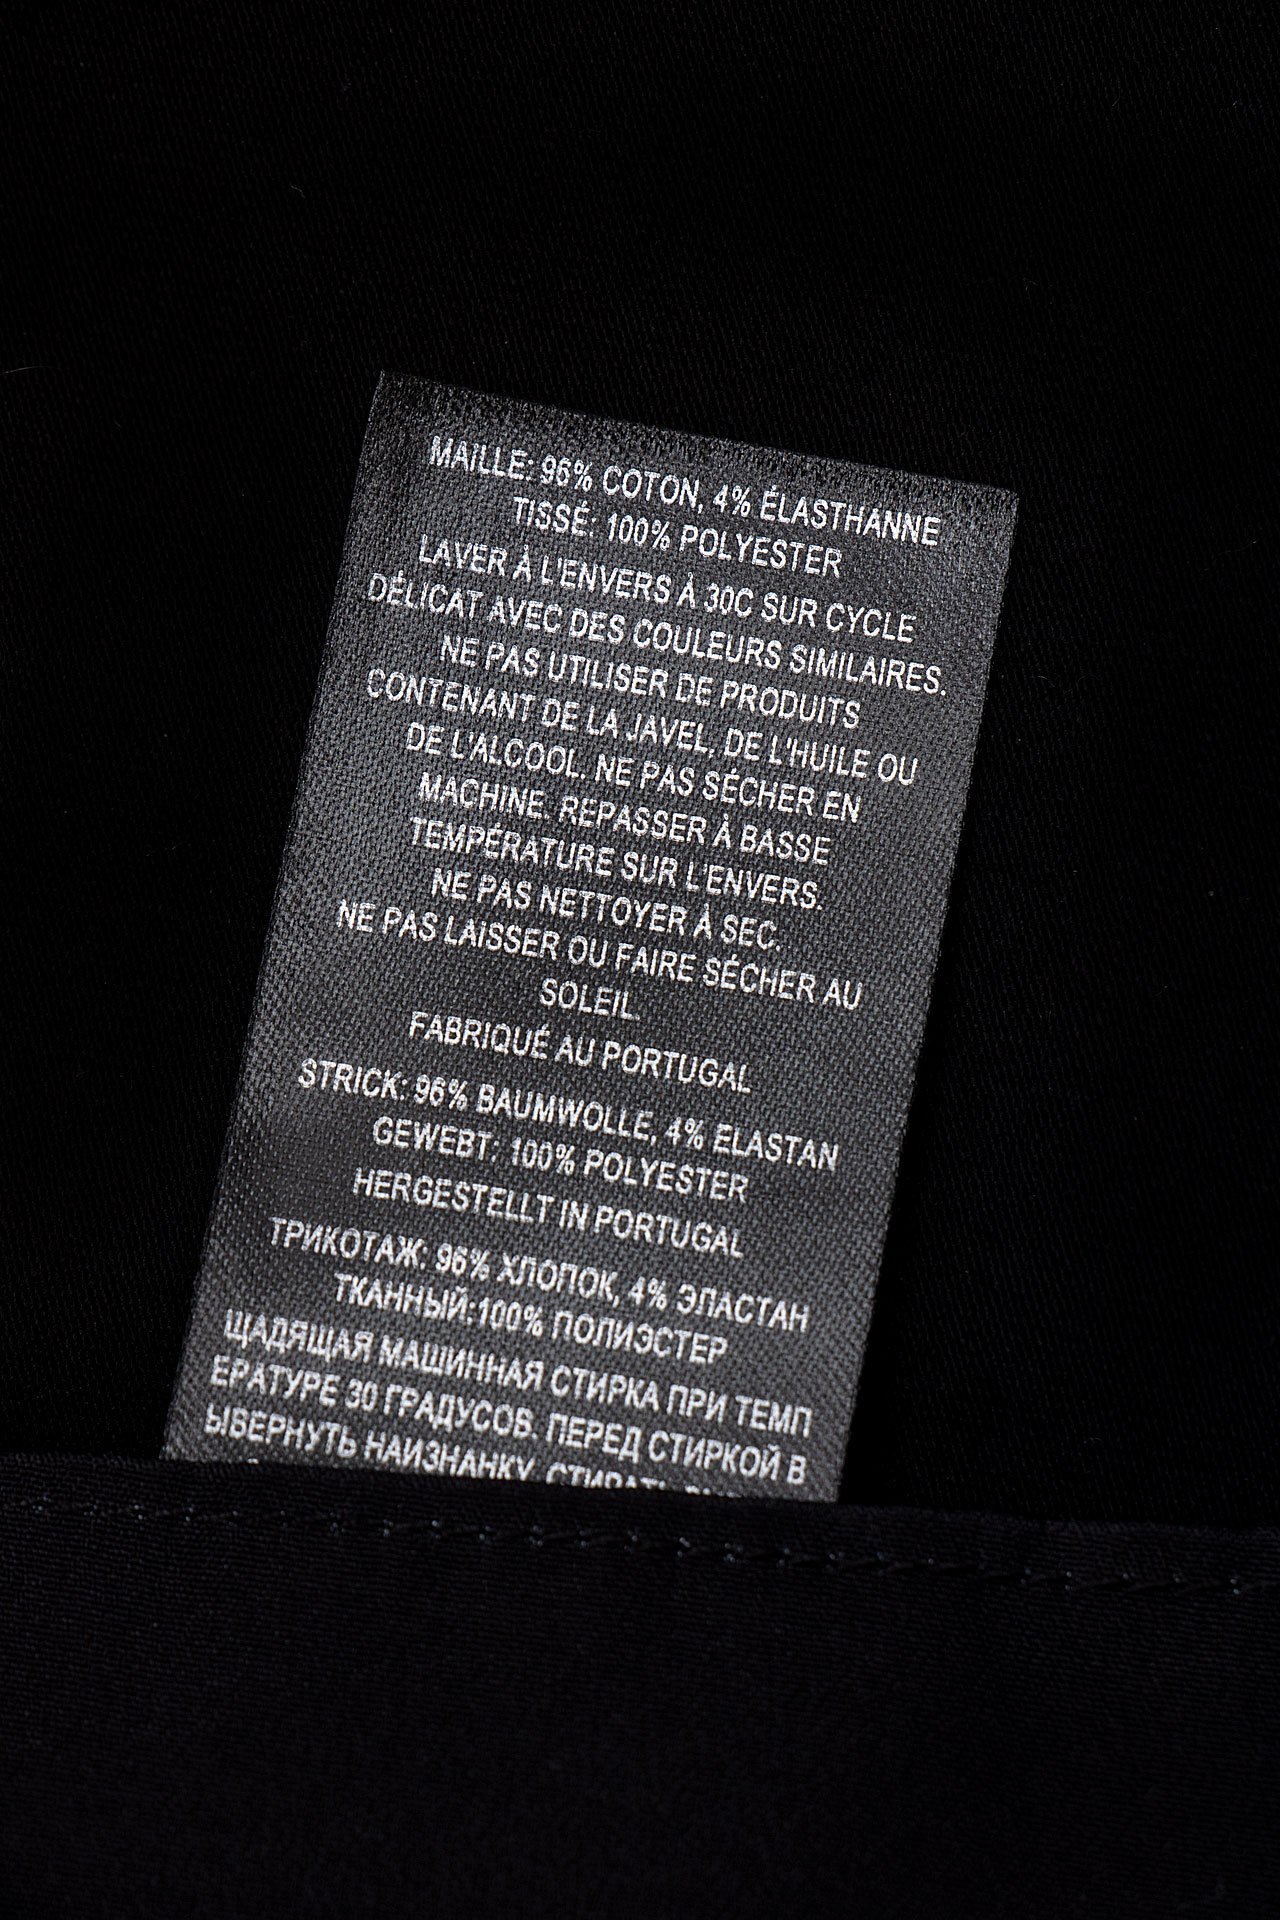 MAILLE: 96% COTON, 4% ÉLASTHANNE
TISSÉ: 100% POLYESTER
LAVER À L'ENVERS À 30C SUR CYCLE
DÉLICAT AVEC DES COULEURS SIMILAIRES.
NE PAS UTILISER DE PRODUITS
CONTENANT DE LA JAVEL, DE L'HUILE OU
DE L'ALCOOL. NE PAS SÉCHER EN
MACHINE. REPASSER À BASSE
TEMPÉRATURE SUR L'ENVERS.
NE PAS NETTOYER À SEC.
NE PAS LAISSER OU FAIRE SÉCHER AU
SOLEIL.
FABRIQUÉ AU PORTUGAL
STRICK: 96% BAUMWOLLE, 4% ELASTAN
GEWEBT: 100% POLYESTER
HERGESTELLT IN PORTUGAL
ТРИКОТАЖ: 96% ХЛОПОК, 4% ЭЛАСТАН
ТКАННЫЙ:100% ПОЛИЭСТЕР
ЩАДЯЩАЯ МАШИННАЯ СТИРКА ПРИ ТЕМП
ЕРАТУРЕ 30 ГРАДУСОВ. ПЕРЕД СТИРКОЙ В
ЫВЕРНУТЬ НАИЗНАНКУ. СТИРАТЬ